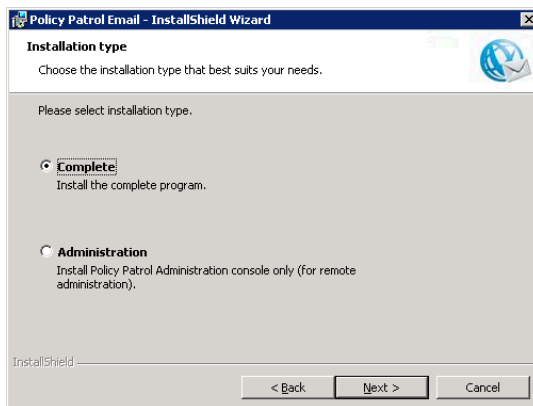 Policy Patrol Email - InstallShield Wizard
Installation type
Choose the installation type that best suits your needs.
Please select installation type.
Complete
Install the complete program.
Administration
Install Policy Patrol Administration console only (for remote
administration).
InstallShield
< Back Next > Cancel